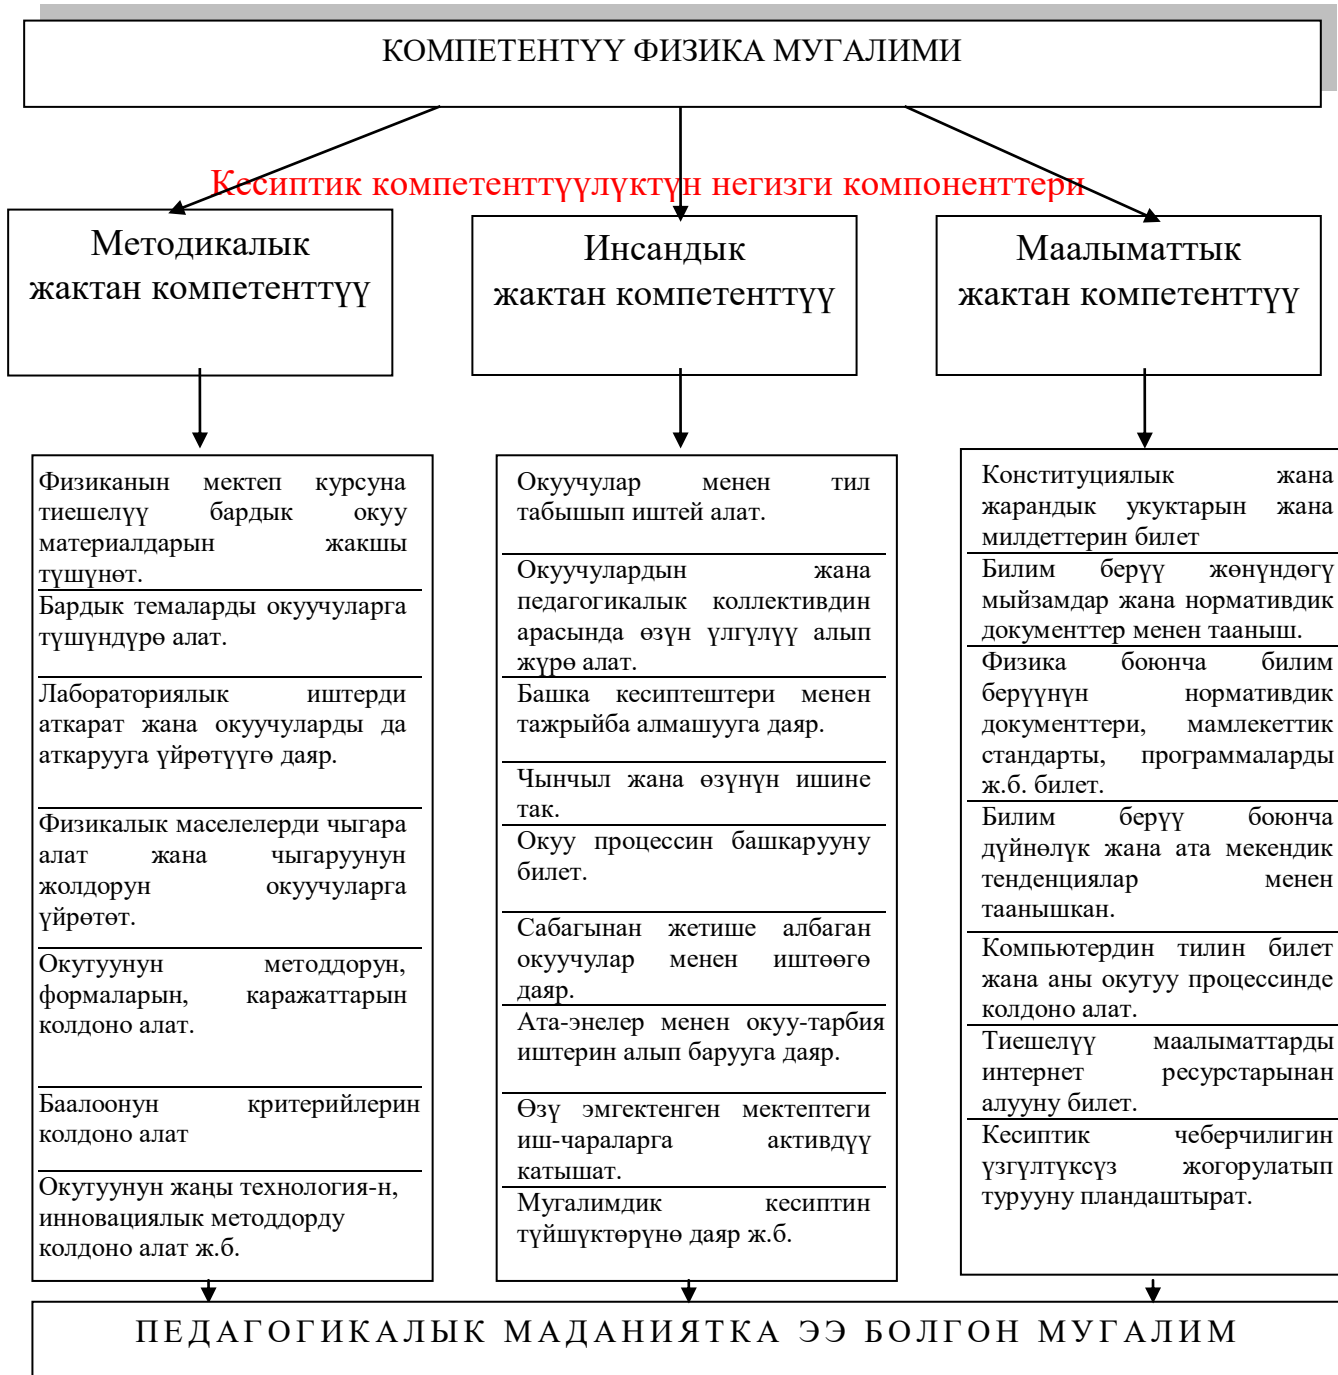 КОМПЕТЕНТҮҮ ФИЗИКА МУГАЛИМИ
Кесиптик компетенттүүлүктүн негизги компоненттери
Методикалык
жактан компетенттүү
Инсандык
жактан компетенттүү
Маалыматтык
жактан компетенттүү
Физиканын мектеп курсуна
тиешелүү бардык окуу
материалдарын жакшы
түшүнөт.
Бардык темаларды окуучуларга
түшүндүрө алат.
Лабораториялык иштерди
аткарат жана окуучуларды да
аткарууга үйрөтүүгө даяр.
Физикалык маселелерди чыгара
алат жана чыгаруунун
жолдорун окуучуларга
үйрөтөт.
Окутуунун методдорун,
формаларын, каражаттарын
колдоно алат.
Баалоонун критерийлерин
колдоно алат
Окутуунун жаңы технология-н,
инновациялык методдорду
колдоно алат ж.б.
Окуучулар менен тил
табышып иштей алат.
Окуучулардын жана
педагогикалык коллективдин
арасында өзүн үлгүлүү алып
жүрө алат.
Башка кесиптештери менен
тажрыйба алмашууга даяр.
Чынчыл жана өзүнүн ишине
так.
Окуу процессин башкарууну
билет.
Сабагынан жетише албаган
окуучулар менен иштөөгө
даяр.
Ата-энелер менен окуу-тарбия
иштерин алып барууга даяр.
Өзү эмгектенген мектептеги
иш-чараларга активдүү
катышат.
Мугалимдик кесиптин
түйшүктөрүнө даяр ж.б.
Конституциялык жана
жарандык укуктарын жана
милдеттерин билет
Билим берүү жөнүндөгү
мыйзамдар жана нормативдик
документтер менен тааныш.
Физика боюнча билим
берүүнүн нормативдик
документтери, мамлекеттик
стандарты, программаларды
ж.б. билет.
Билим берүү боюнча
дүйнөлүк жана ата мекендик
тенденциялар менен
таанышкан.
Компьютердин тилин билет
жана аны окутуу процессинде
колдоно алат.
Тиешелүү маалыматтарды
интернет ресурстарынан
алууну билет.
Кесиптик чеберчилигин
үзгүлтүксүз жогорулатып
турууну пландаштырат.
ПЕДАГОГИКАЛЫК МАДАНИЯТКА ЭЭ БОЛГОН МУГАЛИМ